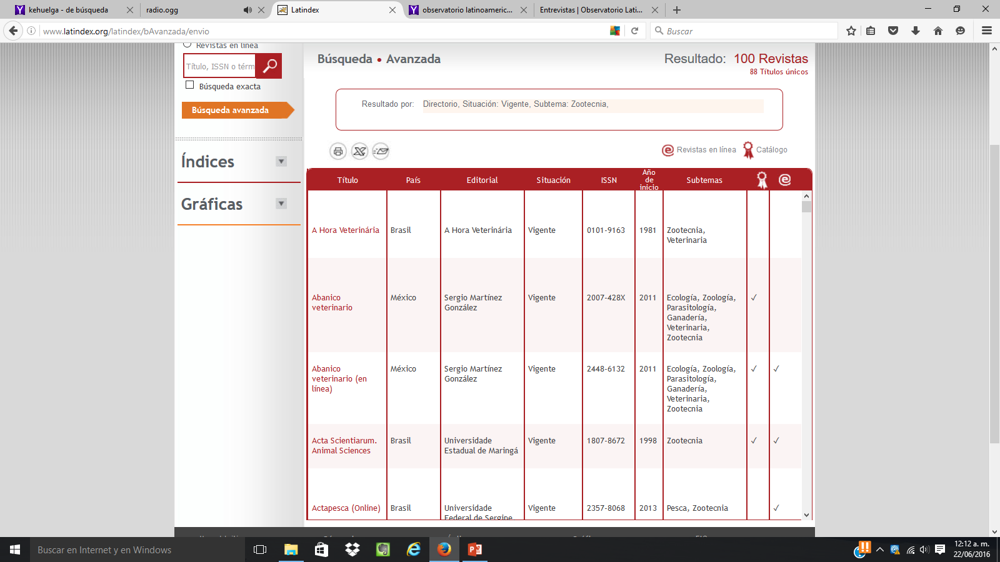 kehuelga - de búsqueda
radio.ogg
Latindex
observatorio latinoameric...
Entrevistas | Observatorio Lati...
www.latindex.org/latindex/bAvanzada/envio
Buscar
Revistas en línea
Título, ISSN o térm
Búsqueda exacta
Búsqueda avanzada
Índices
Gráficas
Búsqueda • Avanzada
Resultado: 100 Revistas
88 Títulos únicos
Resultado por: Directorio, Situación: Vigente, Subtema: Zootecnia,
Revistas en línea
Catálogo
Título País Editorial Situación ISSN Año de inicio Subtemas
A Hora Veterinária Brasil A Hora Veterinária Vigente 0101-9163 1981 Zootecnia,
Veterinaria
Abanico México Sergio Martínez Vigente 2007-428X 2011 Ecología, Zoología, ✓
veterinario González Parasitología,
Ganadería,
Veterinaria,
Zootecnia
Abanico México Sergio Martínez Vigente 2448-6132 2011 Ecología, Zoología, ✓ ✓
veterinario (en González Parasitología,
línea) Ganadería,
Veterinaria,
Zootecnia
Acta Scientiarum. Brasil Universidade Vigente 1807-8672 1998 Zootecnia ✓ ✓
Animal Sciences Estadual de Maringá
Actapesca (Online) Brasil Universidade Vigente 2357-8068 2013 Pesca, Zootecnia ✓
Federal de Sergipe
Buscar en Internet y en Windows
12:12 a. m.
22/06/2016